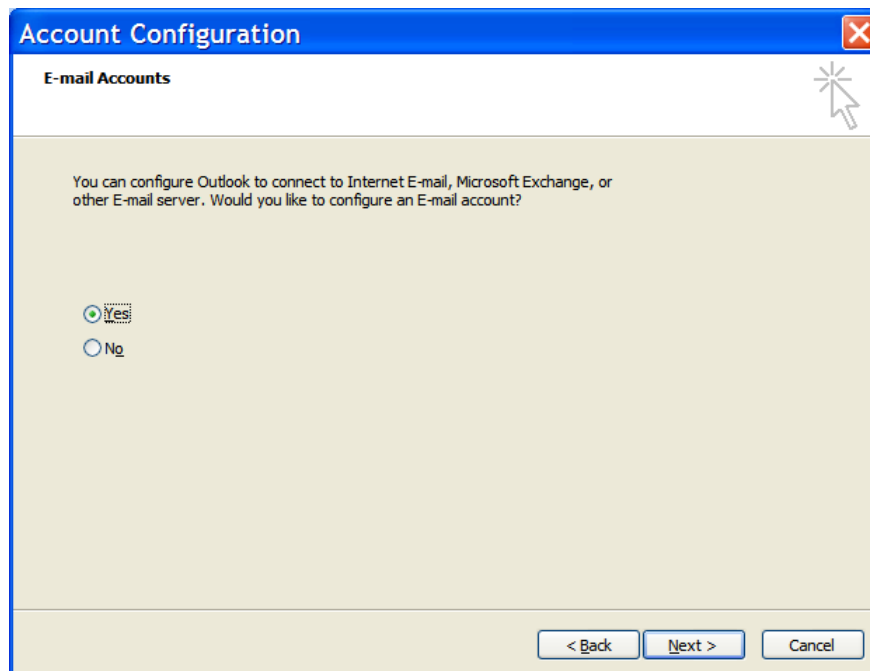 Account Configuration
E-mail Accounts
You can configure Outlook to connect to Internet E-mail, Microsoft Exchange, or
other E-mail server. Would you like to configure an E-mail account?
Yes
No
< Back Next > Cancel